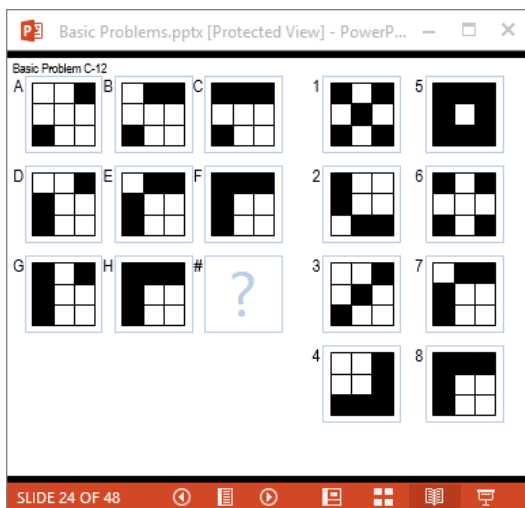 Basic Problems.pptx [Protected View] - PowerP...
Basic Problem C-12
A B C 1 5
D E F 2 6
G H # 3 7
?
4 8
SLIDE 24 OF 48